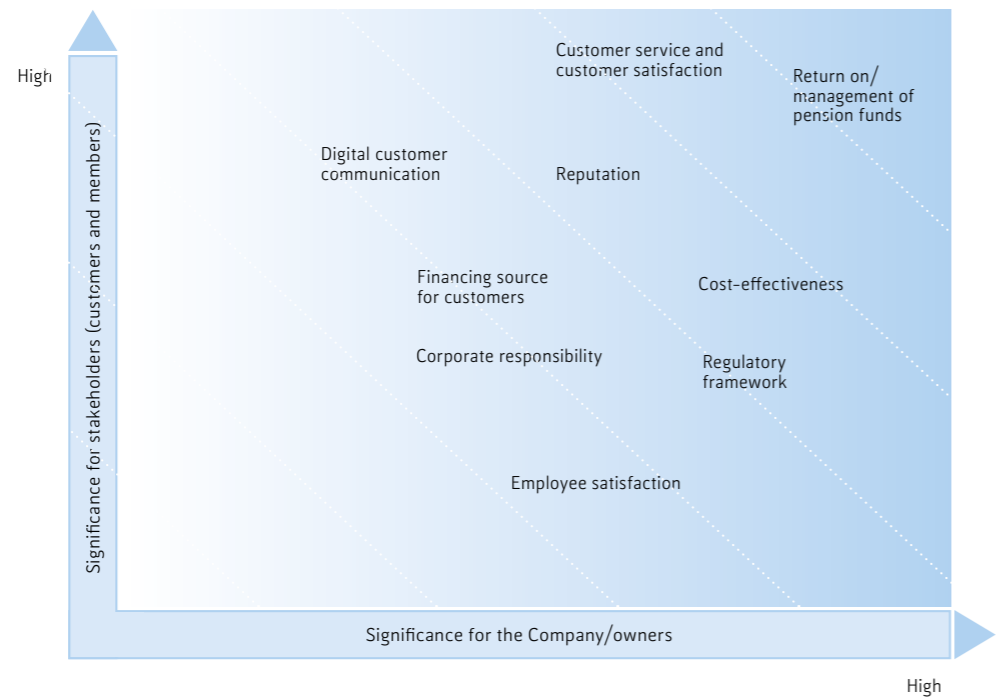 High
Significance for stakeholders (customers and members)
Customer service and
customer satisfaction
Return on/
management of
pension funds
Digital customer
communication
Reputation
Financing source
for customers
Cost-effectiveness
Corporate responsibility
Regulatory
framework
Employee satisfaction
Significance for the Company/owners
High